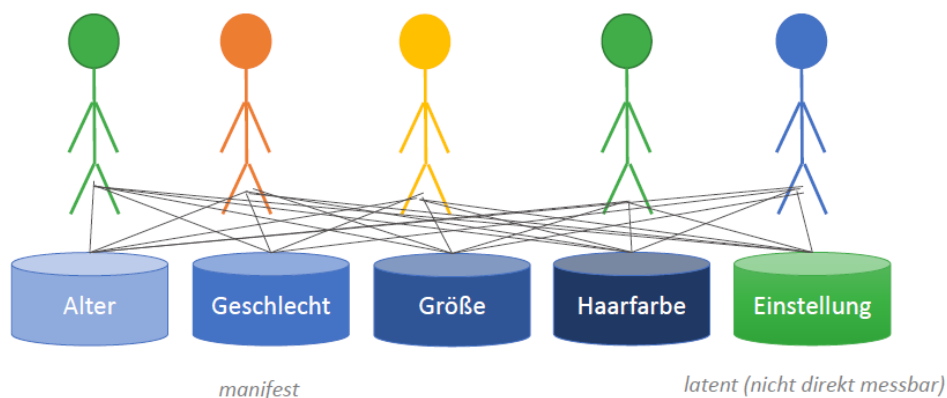 Alter
Geschlecht
Größe
Haarfarbe
Einstellung
manifest
latent (nicht direkt messbar)